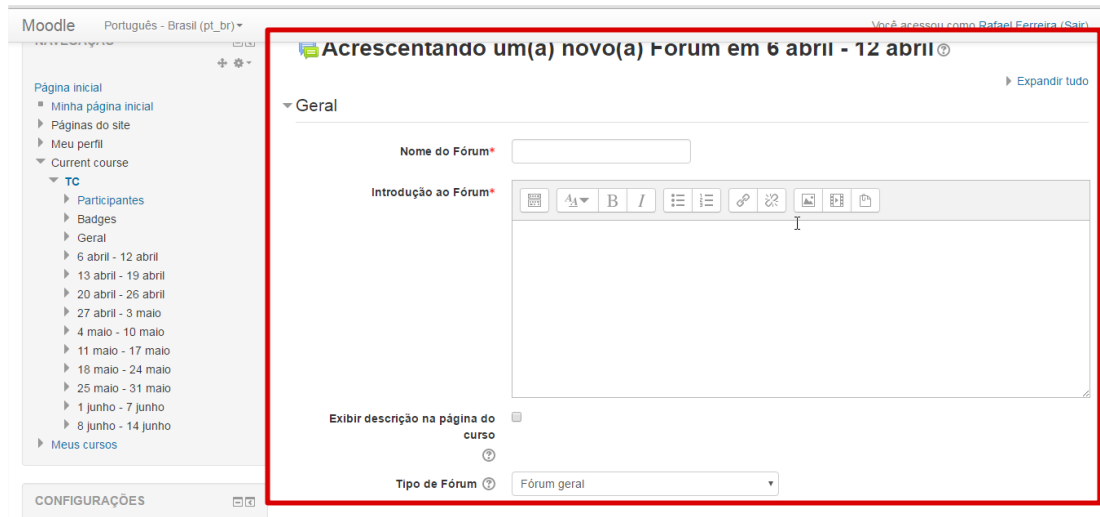 Moodle Português - Brasil (pt_br)
Você acessou como Rafael Ferreira (Sair)
NAVEGAÇÃO
Página inicial
Minha página inicial
Páginas do site
Meu perfil
Current course
TC
Participantes
Badges
Geral
6 abril - 12 abril
13 abril - 19 abril
20 abril - 26 abril
27 abril - 3 maio
4 maio - 10 maio
11 maio - 17 maio
18 maio - 24 maio
25 maio - 31 maio
1 junho - 7 junho
8 junho - 14 junho
Meus cursos
CONFIGURAÇÕES
Acrescentando um(a) novo(a) Fórum em 6 abril - 12 abril
Expandir tudo
Geral
Nome do Fórum*
Introdução ao Fórum*
B I
Exibir descrição na página do
curso
Tipo de Fórum Fórum geral